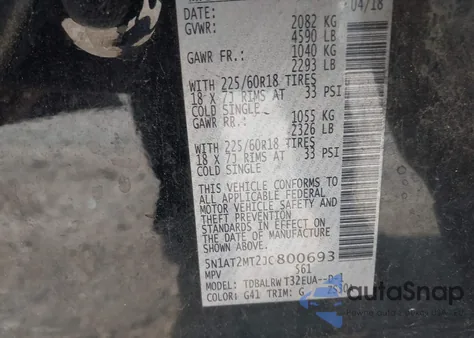 DATE: 04/18
GVWR: 2082 KG
4590 LB
GAWR FR.: 1040 KG
2293 LB
WITH 225/60R18 TIRES
18 X 7J RIMS AT 33 PSI
COLD SINGLE
GAWR RR.: 1055 KG
2326 LB
WITH 225/60R18 TIRES
18 X 7J RIMS AT 33 PSI
COLD SINGLE
THIS VEHICLE CONFORMS TO
ALL APPLICABLE FEDERAL
MOTOR VEHICLE SAFETY AND
THEFT PREVENTION
STANDARDS IN EFFECT ON
THE DATE OF MANUFACTURE
SHOWN ABOVE.
5N1AT2MT2JC800693
MPV S61
MODEL: TDBALRW T32EUA--D-
COLOR: G41 TRIM: G
autoSnap
www.autosnap.com